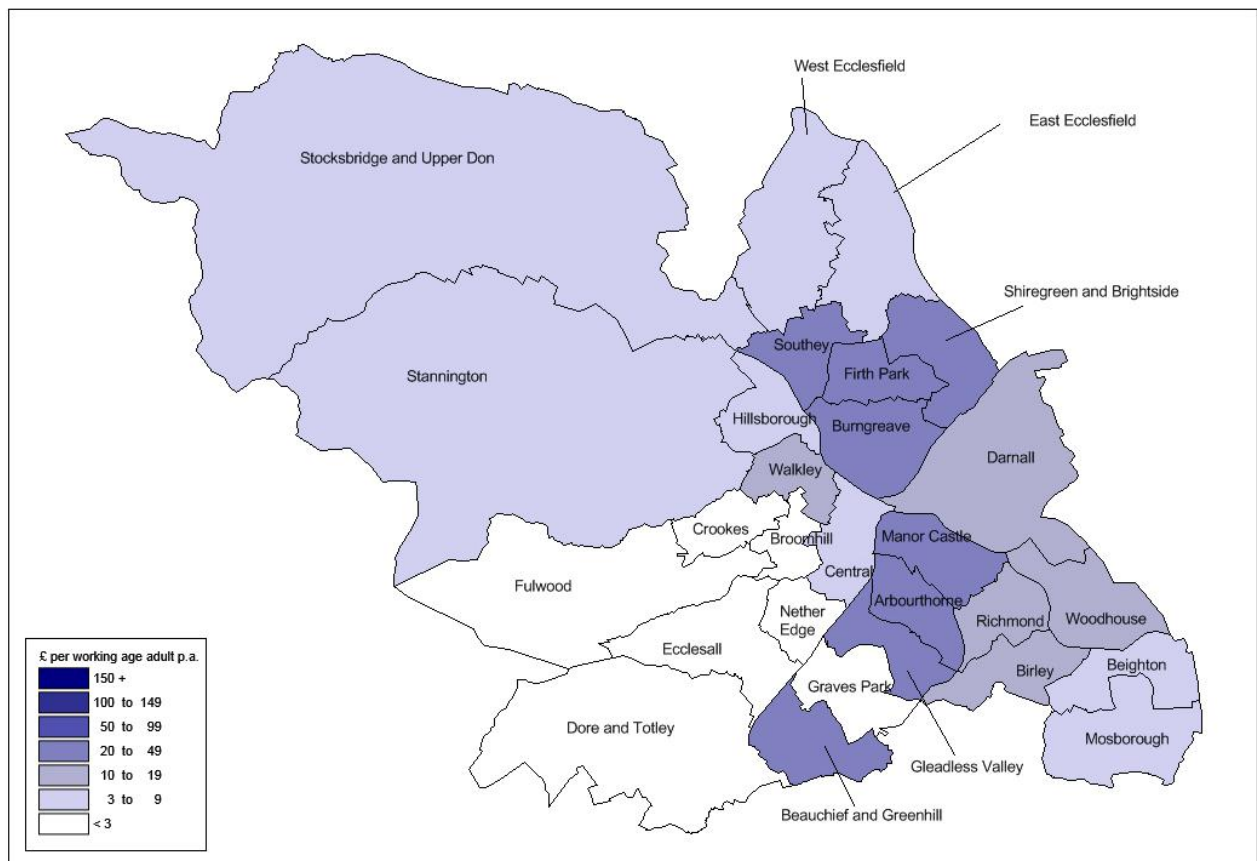 West Ecclesfield
East Ecclesfield
Stocksbridge and Upper Don
Shiregreen and Brightside
Southey
Firth Park
Stannington
Hillsborough
Burngreave
Darnall
Walkley
Crookes
Broomhill
Manor Castle
Central
Fulwood
Arbourthorne
Nether
Edge
Richmond
Woodhouse
Ecclesall
Birley
Beighton
Graves Park
Dore and Totley
Mosborough
Gleadless Valley
Beauchief and Greenhill
£ per working age adult p.a.
150 +
100 to 149
50 to 99
20 to 49
10 to 19
3 to 9
< 3